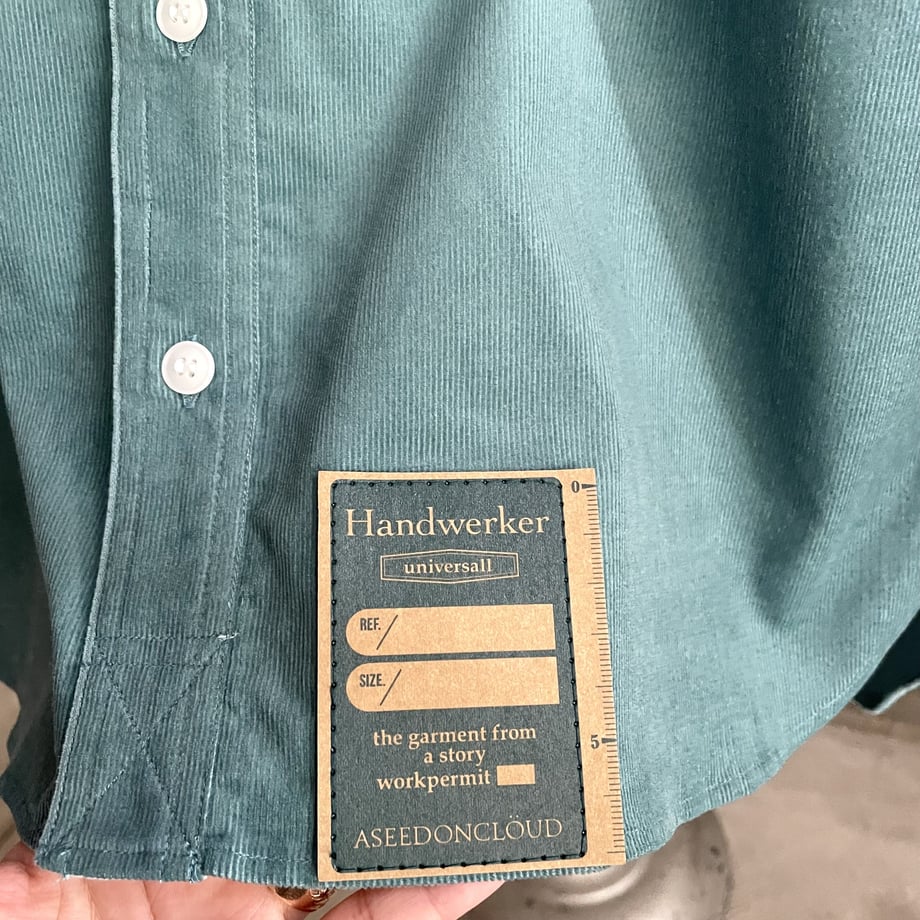 Handwerker
universall
REF./
SIZE./
the garment from
a story
workpermit
ASEEDONCLÖUD
0
5